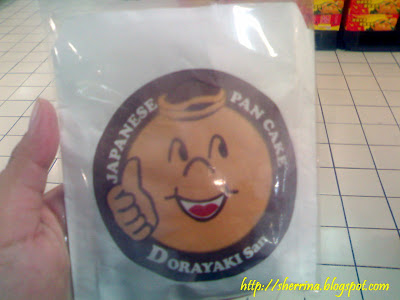 JAPANESE PAN CAKE
DORAYAKI San
http://sherrina.blogspot.com